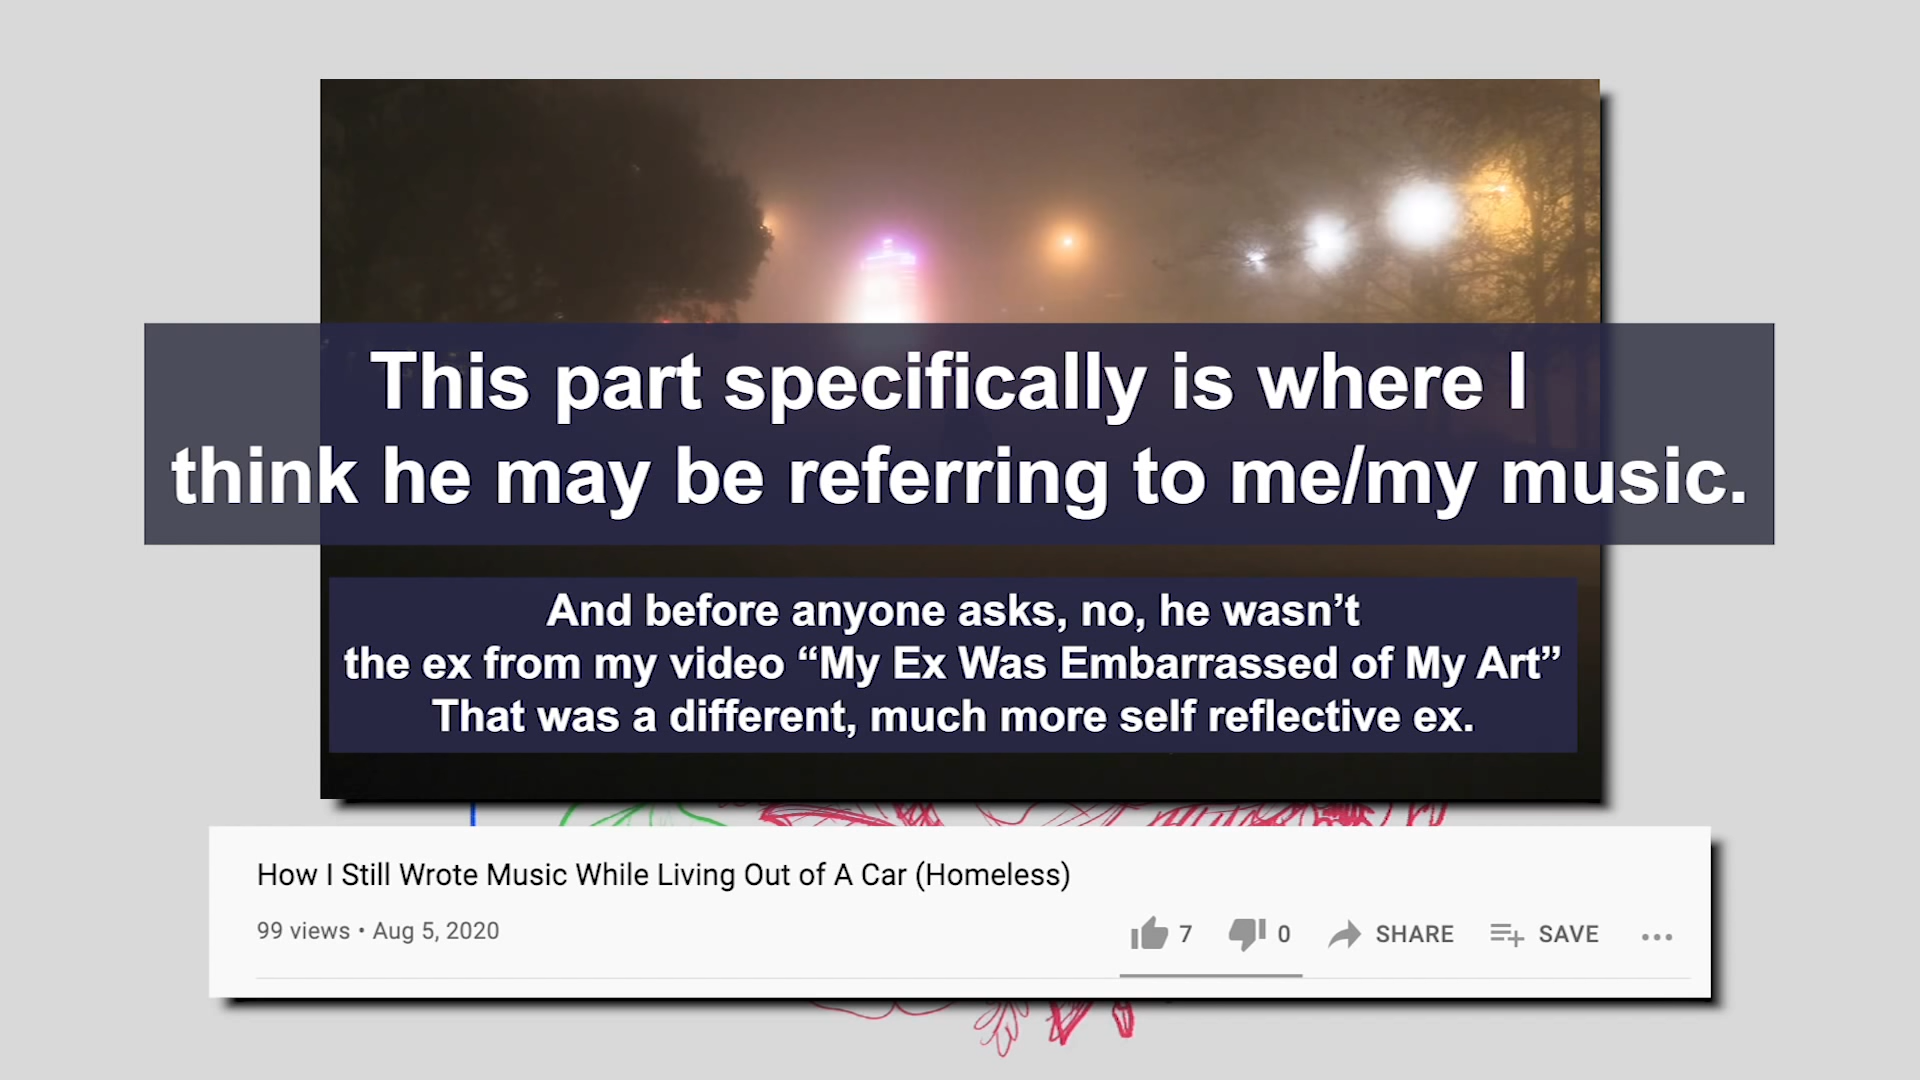 This part specifically is where I
think he may be referring to me/my music.
And before anyone asks, no, he wasn’t
the ex from my video “My Ex Was Embarrassed of My Art”
That was a different, much more self reflective ex.
How I Still Wrote Music While Living Out of A Car (Homeless)
99 views • Aug 5, 2020
7 0 SHARE SAVE ...